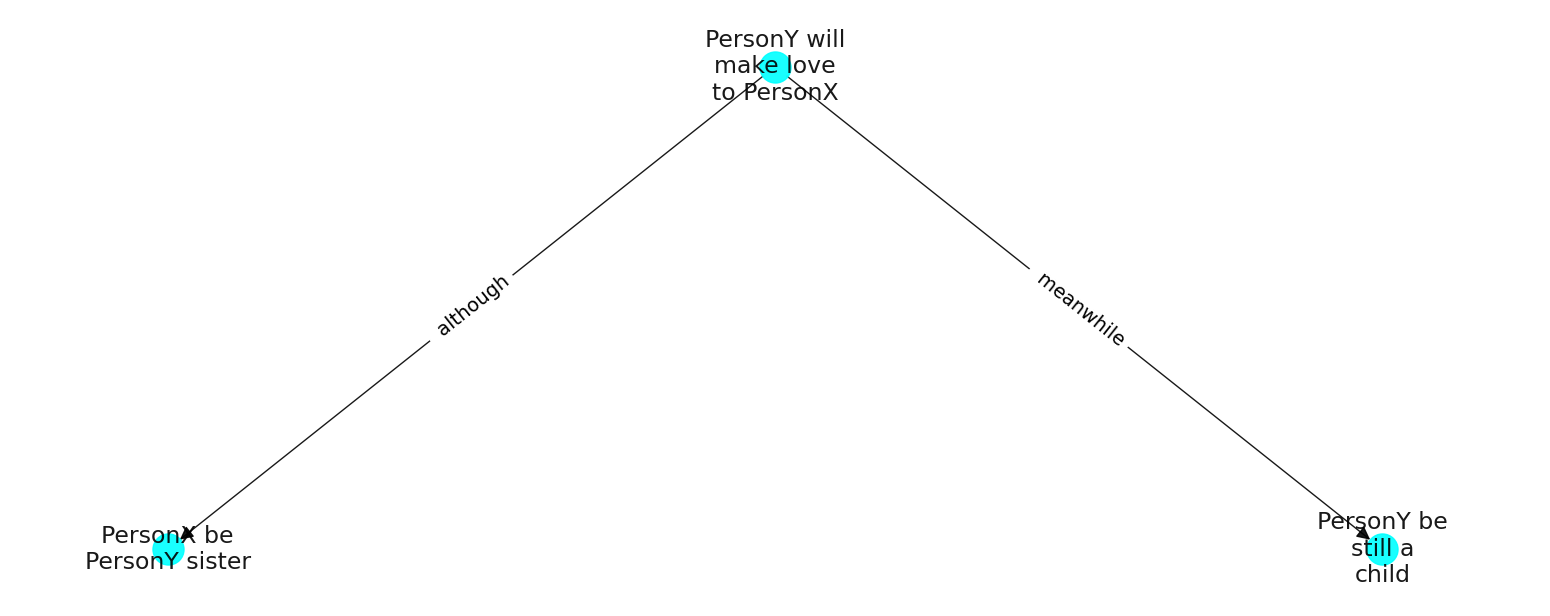 PersonY will
make love
to PersonX
although
meanwhile
PersonX be
PersonY sister
PersonY be
still a
child